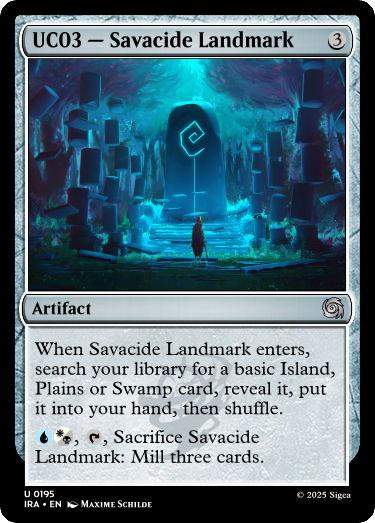 UC03 — Savacide Landmark 3
Artifact
When Savacide Landmark enters,
search your library for a basic Island,
Plains or Swamp card, reveal it, put
it into your hand, then shuffle.
, Sacrifice Savacide
Landmark: Mill three cards.
U 0195
IRA • EN Maxime Schilde
© 2025 Sigea